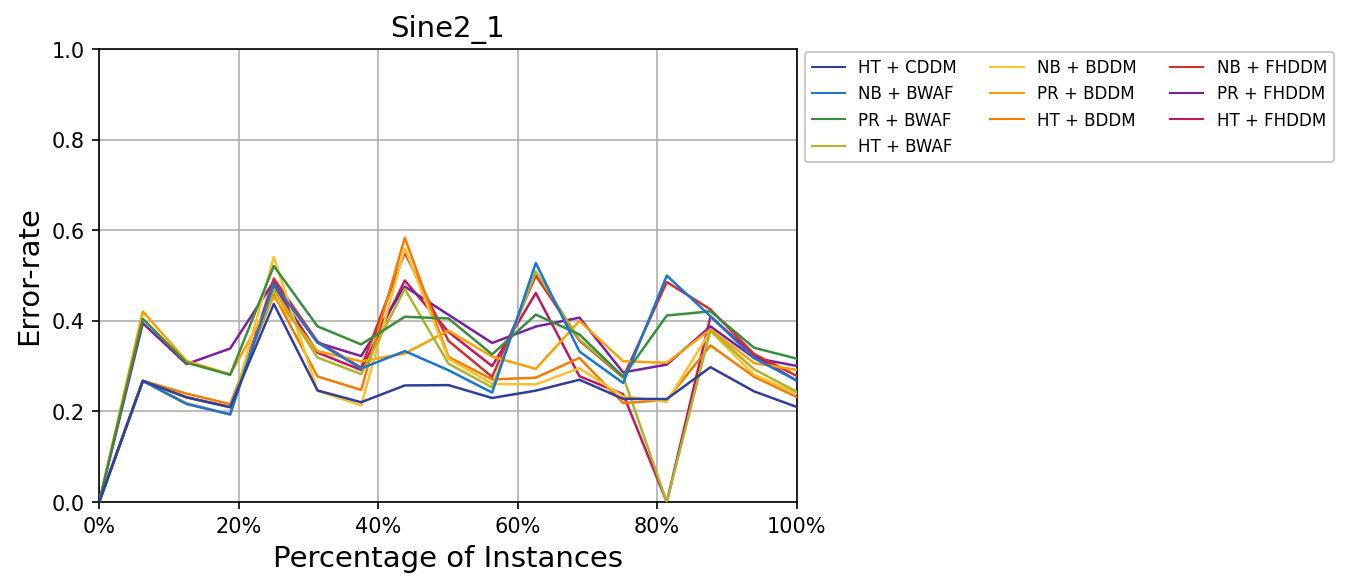 Sine2_1
Error-rate
1.0
0.8
0.6
0.4
0.2
0.0
0% 20% 40% 60% 80% 100%
Percentage of Instances
HT + CDDM NB + BDDM NB + FHDDM
NB + BWAF PR + BDDM PR + FHDDM
PR + BWAF HT + BDDM HT + FHDDM
HT + BWAF